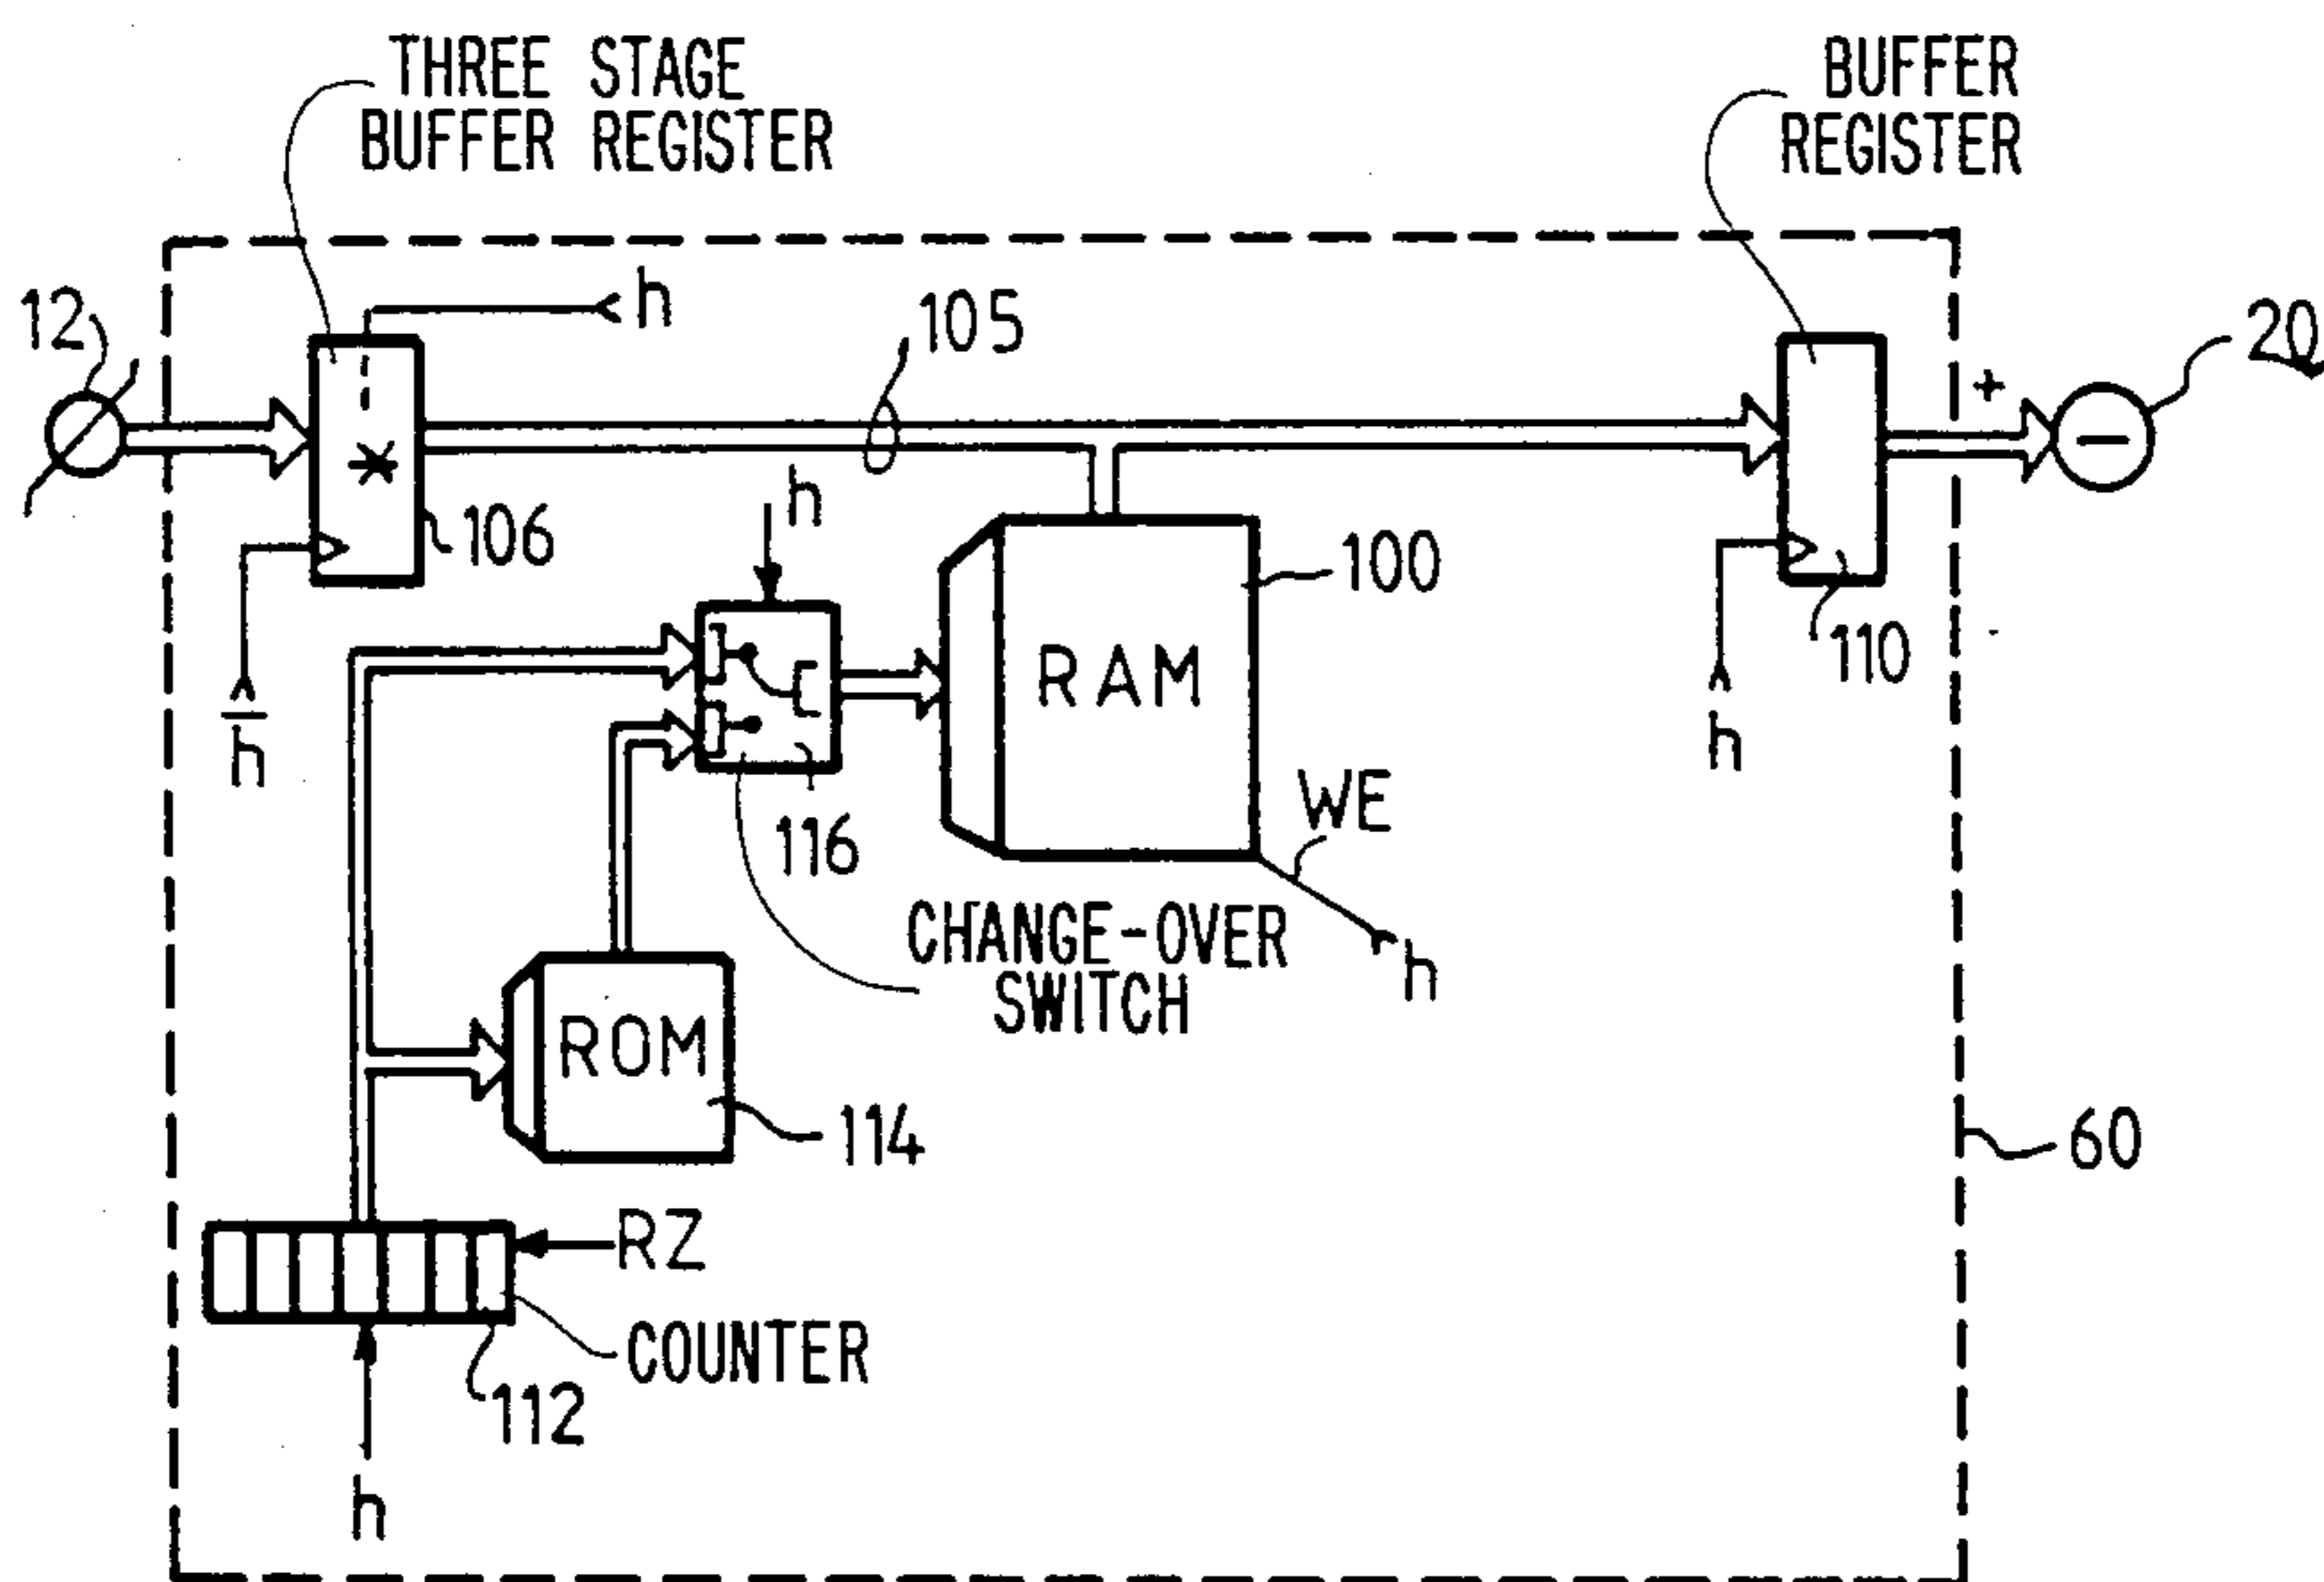 THREE STAGE
BUFFER REGISTER
BUFFER
REGISTER
12
h
105
20
+
*
−
106
h
100
110
h̅
h
RAM
116
WE
h
CHANGE-OVER
SWITCH
ROM
114
60
RZ
COUNTER
112
h